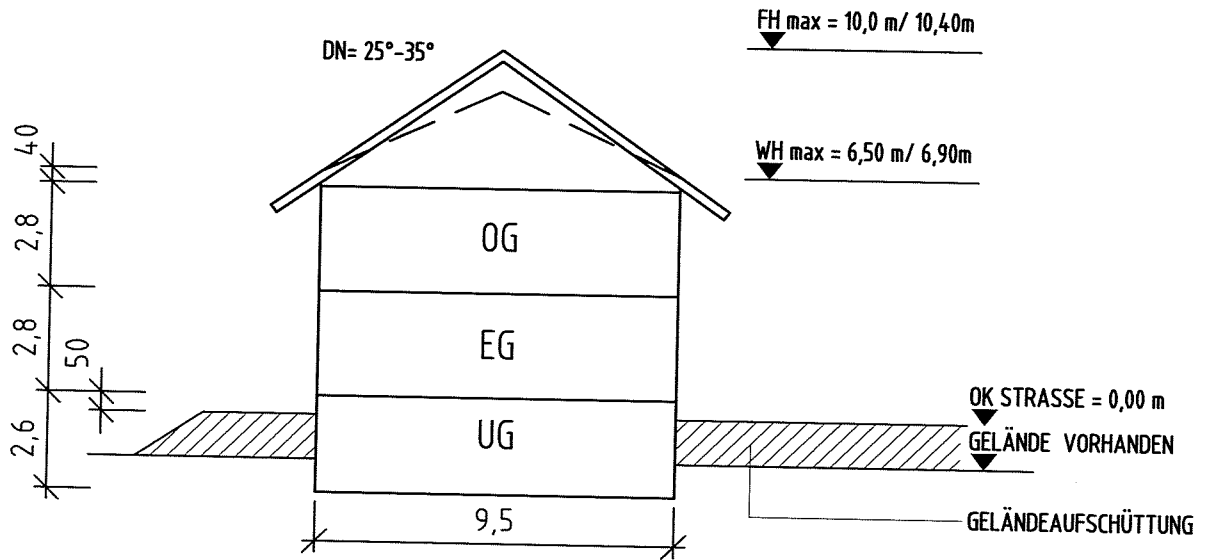 FH max = 10,0 m/ 10,40m
DN= 25°-35°
WH max = 6,50 m/ 6,90m
40
2,8
OG
2,8
50
EG
OK STRASSE = 0,00 m
2,6
UG
GELÄNDE VORHANDEN
9,5
GELÄNDEAUFSCHÜTTUNG